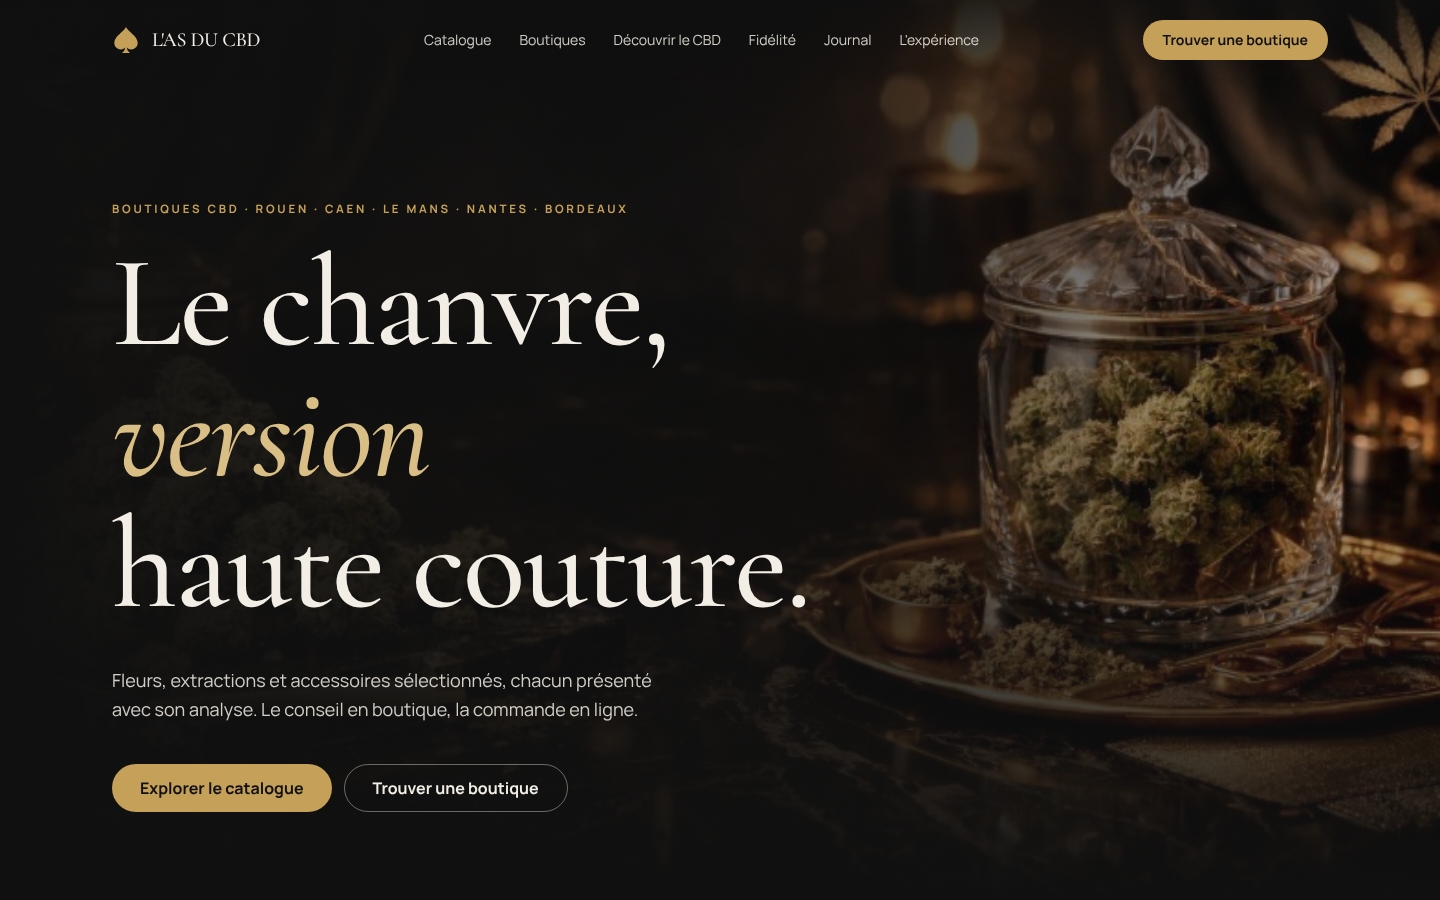 L'AS DU CBD
Catalogue
Boutiques
Découvrir le CBD
Fidélité
Journal
L'expérience
Trouver une boutique
BOUTIQUES CBD · ROUEN · CAEN · LE MANS · NANTES · BORDEAUX
Le chanvre,
version
haute couture.
Fleurs, extractions et accessoires sélectionnés, chacun présenté
avec son analyse. Le conseil en boutique, la commande en ligne.
Explorer le catalogue
Trouver une boutique